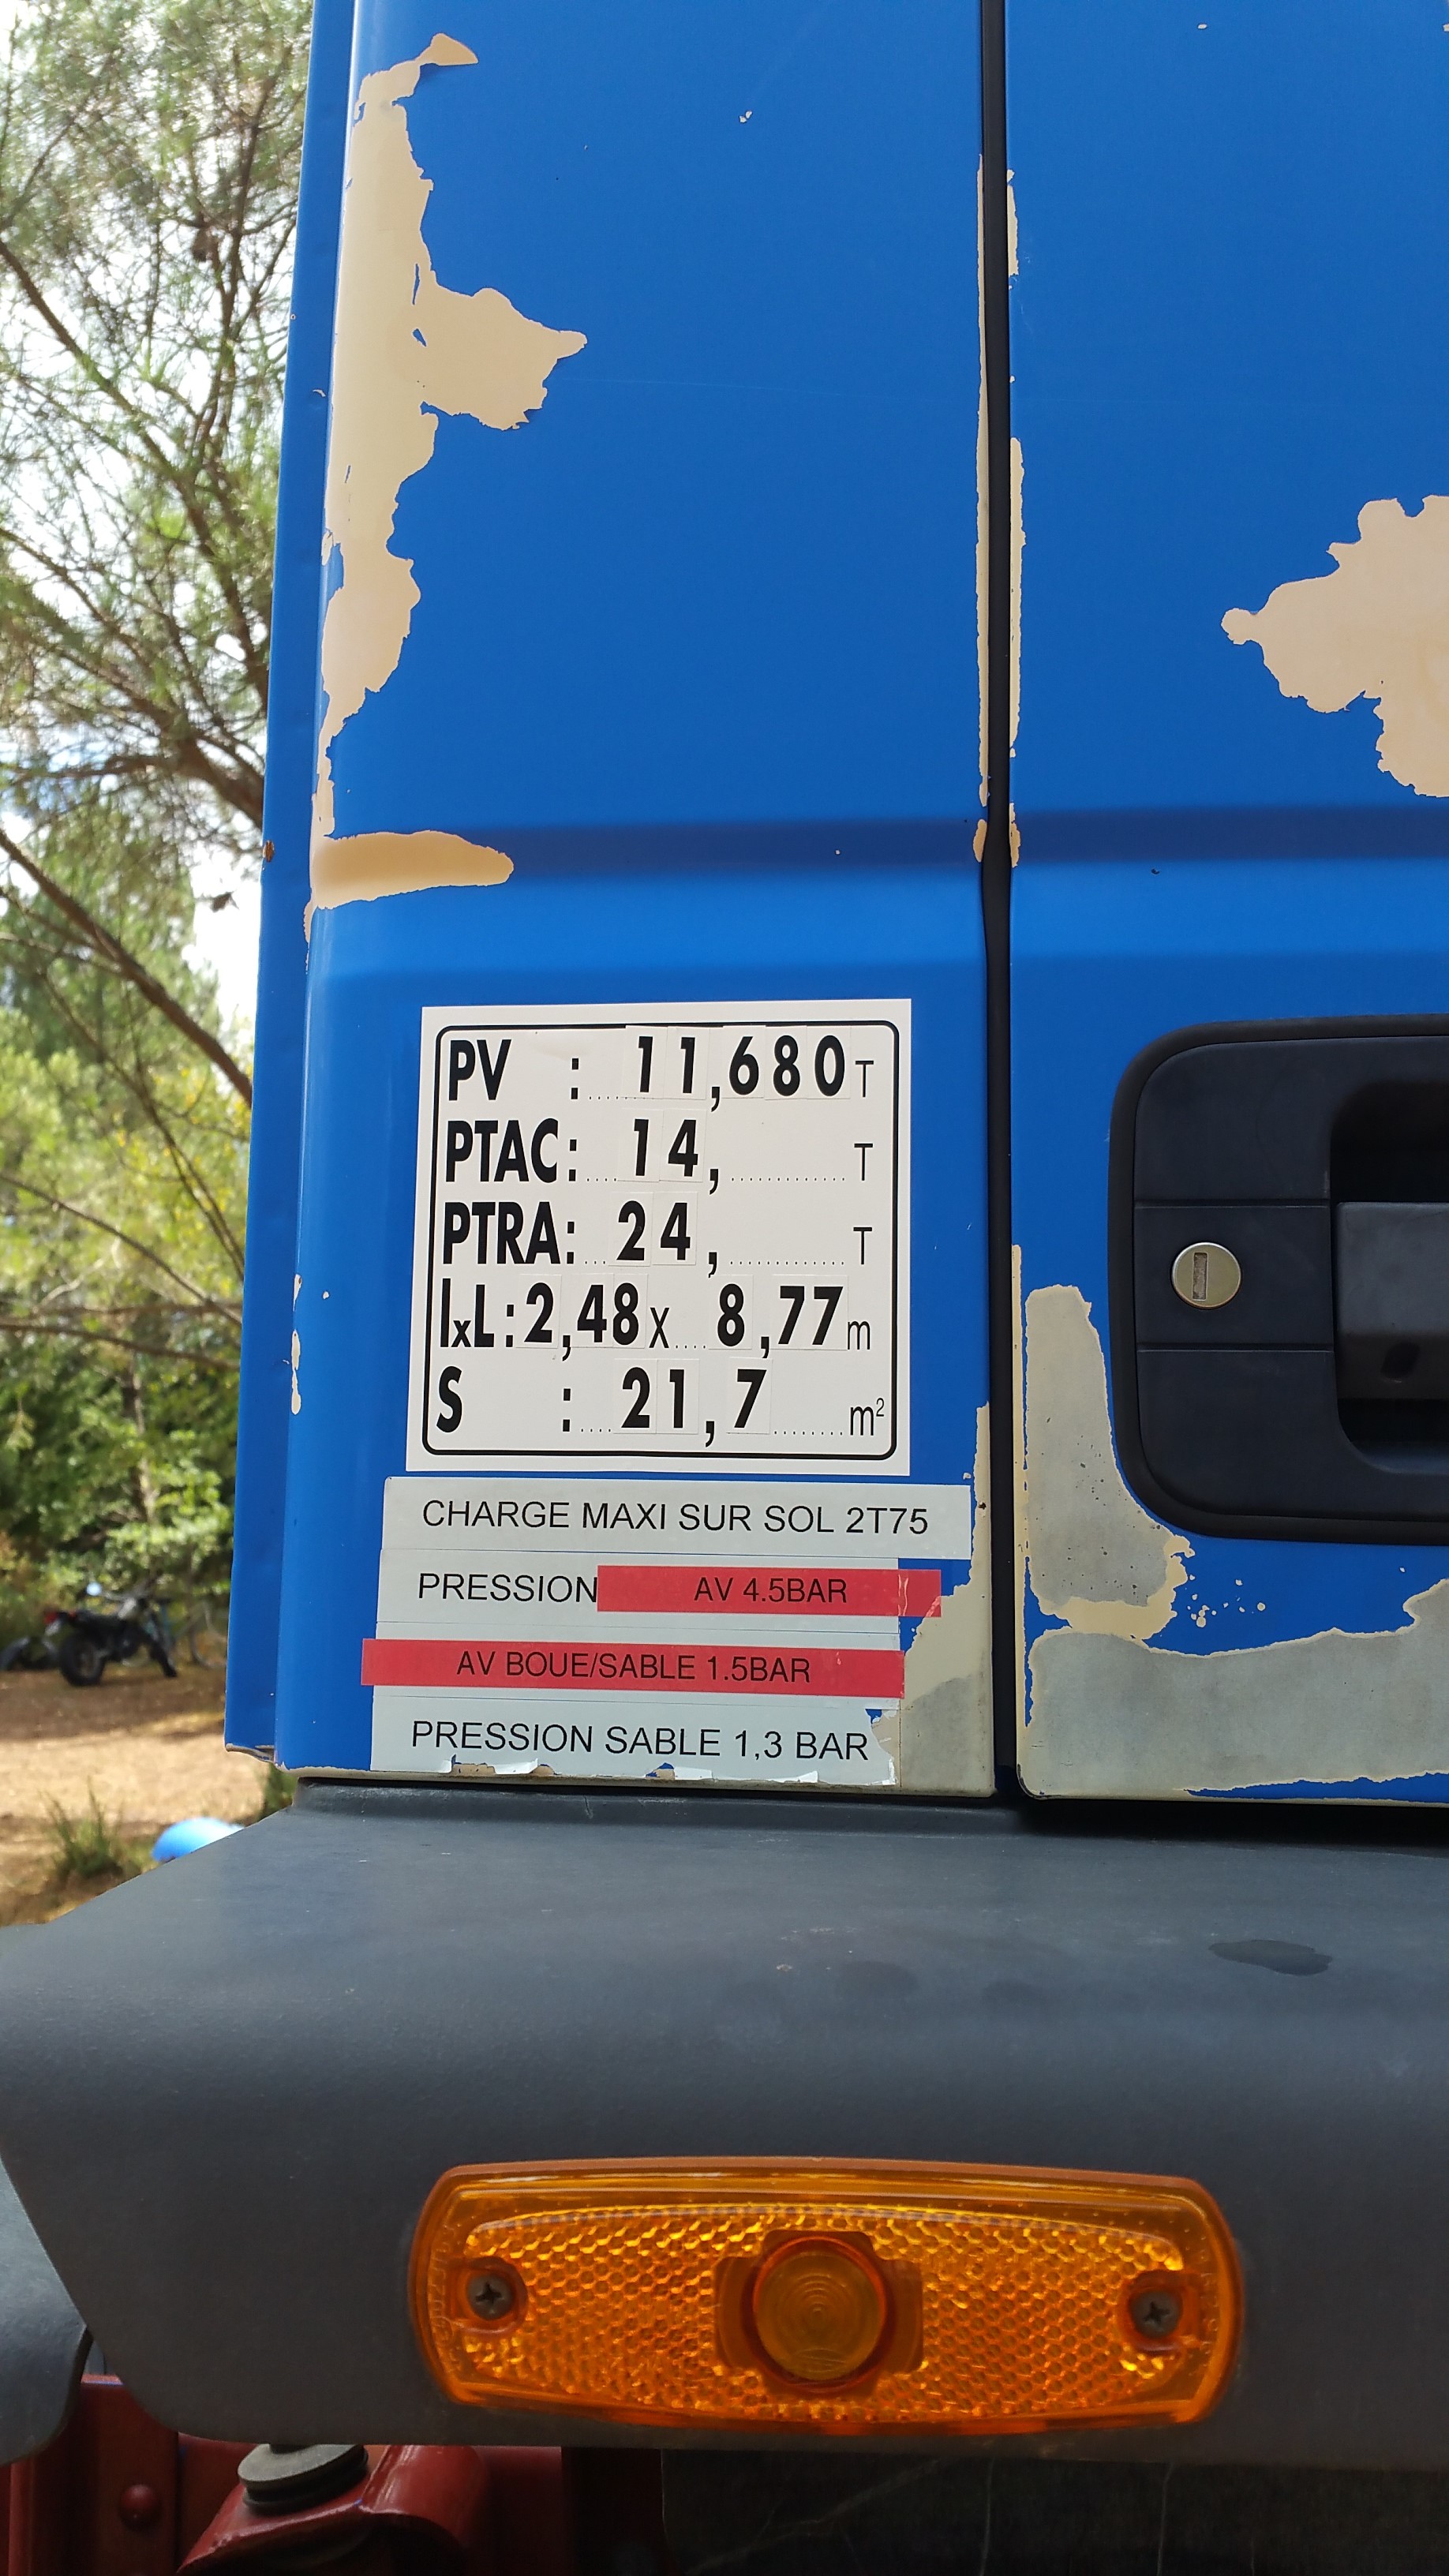 PV : 11,680 T
PTAC : 14, T
PTRA : 24, T
lxL : 2,48 x 8,77 m
S : 21,7 m²
CHARGE MAXI SUR SOL 2T75
PRESSION AV 4.5BAR
AV BOUE/SABLE 1.5BAR
PRESSION SABLE 1,3 BAR